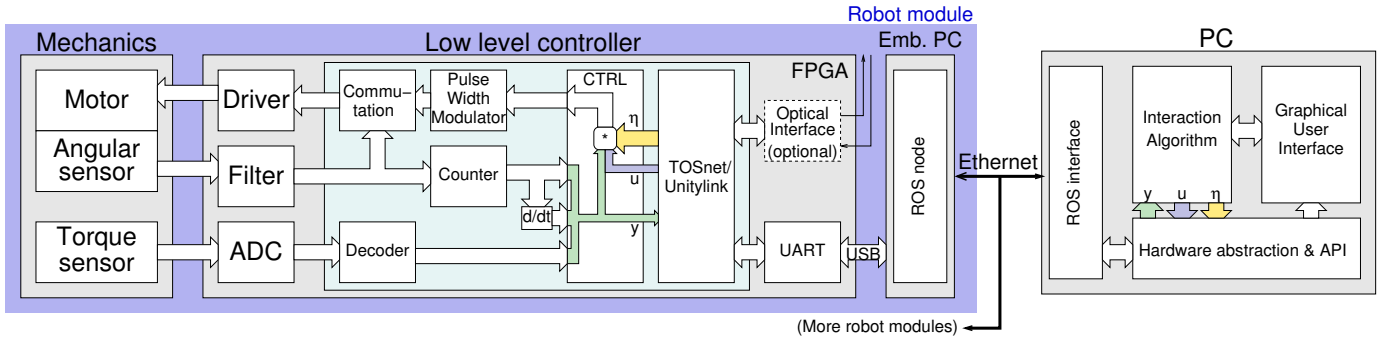 Robot module
Mechanics
Low level controller
Emb. PC
PC
FPGA
Motor
Angular
sensor
Torque
sensor
Driver
Filter
ADC
Commu–
tation
Pulse
Width
Modulator
CTRL
Counter
d/dt
Decoder
*
η
u
y
TOSnet/
Unitylink
Optical
Interface
(optional)
UART
USB
ROS node
Ethernet
(More robot modules)
ROS interface
Interaction
Algorithm
Graphical
User
Interface
y u η
Hardware abstraction & API